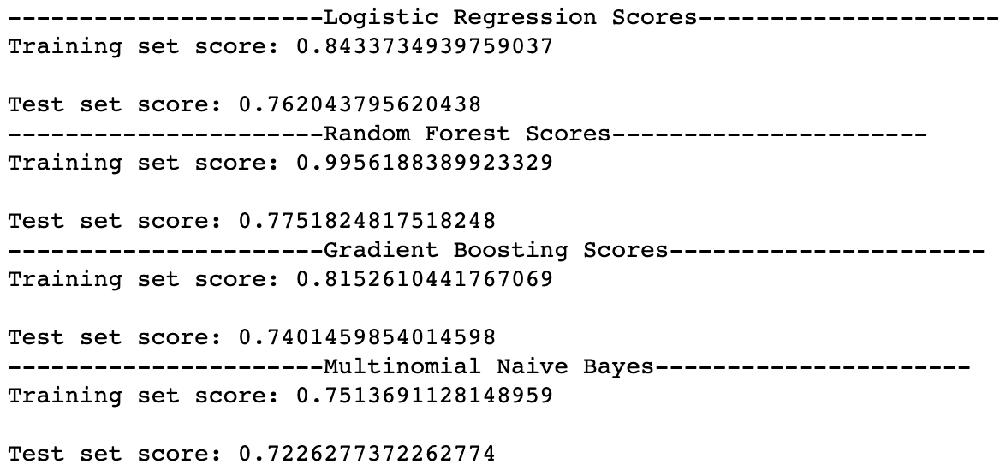 ----------------------Logistic Regression Scores---------------------
Training set score: 0.8433734939759037
Test set score: 0.762043795620438
----------------------Random Forest Scores----------------------
Training set score: 0.9956188389923329
Test set score: 0.7751824817518248
----------------------Gradient Boosting Scores----------------------
Training set score: 0.8152610441767069
Test set score: 0.7401459854014598
----------------------Multinomial Naive Bayes----------------------
Training set score: 0.7513691128148959
Test set score: 0.7226277372262774